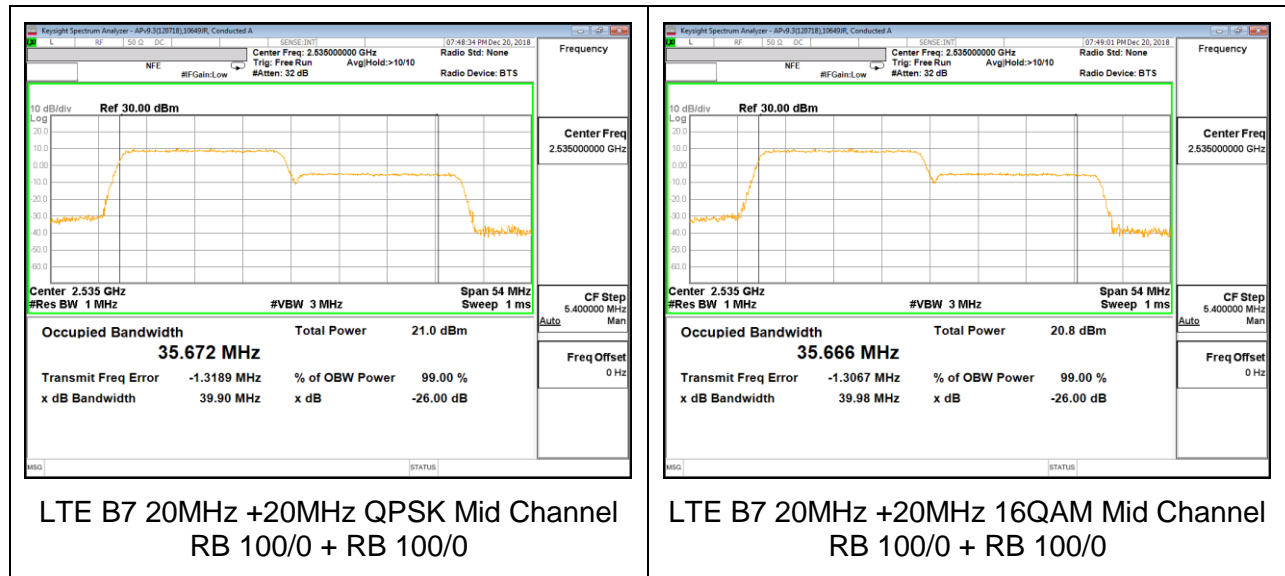 Keysight Spectrum Analyzer - APv9.3(120718),10649JR, Conducted A
L RF 50 Ω DC SENSE:INT 07:48:34 PM Dec 20, 2018
Center Freq: 2.535000000 GHz Radio Std: None
NFE Trig: Free Run Avg|Hold:>10/10
#IFGain:Low #Atten: 32 dB Radio Device: BTS
Frequency
10 dB/div Ref 30.00 dBm
Log
20.0
10.0
0.00
-10.0
-20.0
-30.0
-40.0
-50.0
-60.0
Center Freq
2.535000000 GHz
Center 2.535 GHz Span 54 MHz
#Res BW 1 MHz #VBW 3 MHz Sweep 1 ms
CF Step
5.400000 MHz
Auto Man
Freq Offset
0 Hz
Occupied Bandwidth Total Power 21.0 dBm
35.672 MHz
Transmit Freq Error -1.3189 MHz % of OBW Power 99.00 %
x dB Bandwidth 39.90 MHz x dB -26.00 dB
MSG STATUS
LTE B7 20MHz +20MHz QPSK Mid Channel
RB 100/0 + RB 100/0
Keysight Spectrum Analyzer - APv9.3(120718),10649JR, Conducted A
L RF 50 Ω DC SENSE:INT 07:49:01 PM Dec 20, 2018
Center Freq: 2.535000000 GHz Radio Std: None
NFE Trig: Free Run Avg|Hold:>10/10
#IFGain:Low #Atten: 32 dB Radio Device: BTS
Frequency
10 dB/div Ref 30.00 dBm
Log
20.0
10.0
0.00
-10.0
-20.0
-30.0
-40.0
-50.0
-60.0
Center Freq
2.535000000 GHz
Center 2.535 GHz Span 54 MHz
#Res BW 1 MHz #VBW 3 MHz Sweep 1 ms
CF Step
5.400000 MHz
Auto Man
Freq Offset
0 Hz
Occupied Bandwidth Total Power 20.8 dBm
35.666 MHz
Transmit Freq Error -1.3067 MHz % of OBW Power 99.00 %
x dB Bandwidth 39.98 MHz x dB -26.00 dB
MSG STATUS
LTE B7 20MHz +20MHz 16QAM Mid Channel
RB 100/0 + RB 100/0